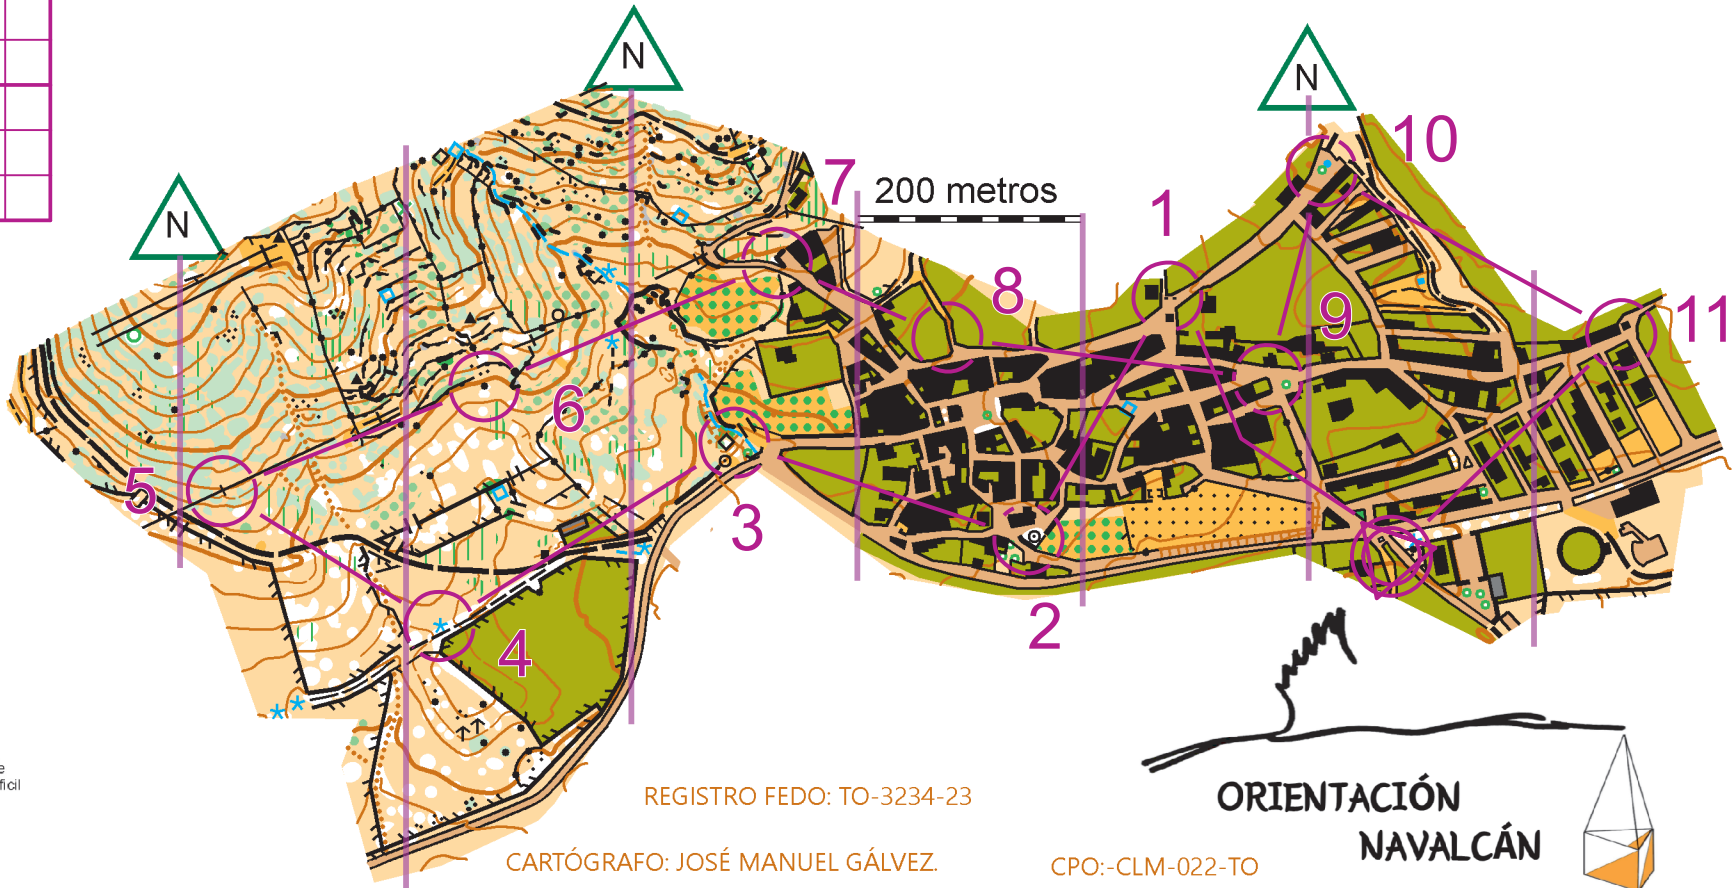 N
N
N
10
7
200 metros
1
8
9
11
6
5
3
2
4
ficil
REGISTRO FEDO: TO-3234-23
ORIENTACIÓN
NAVALCÁN
CARTÓGRAFO: JOSÉ MANUEL GÁLVEZ.
CPO:-CLM-022-TO